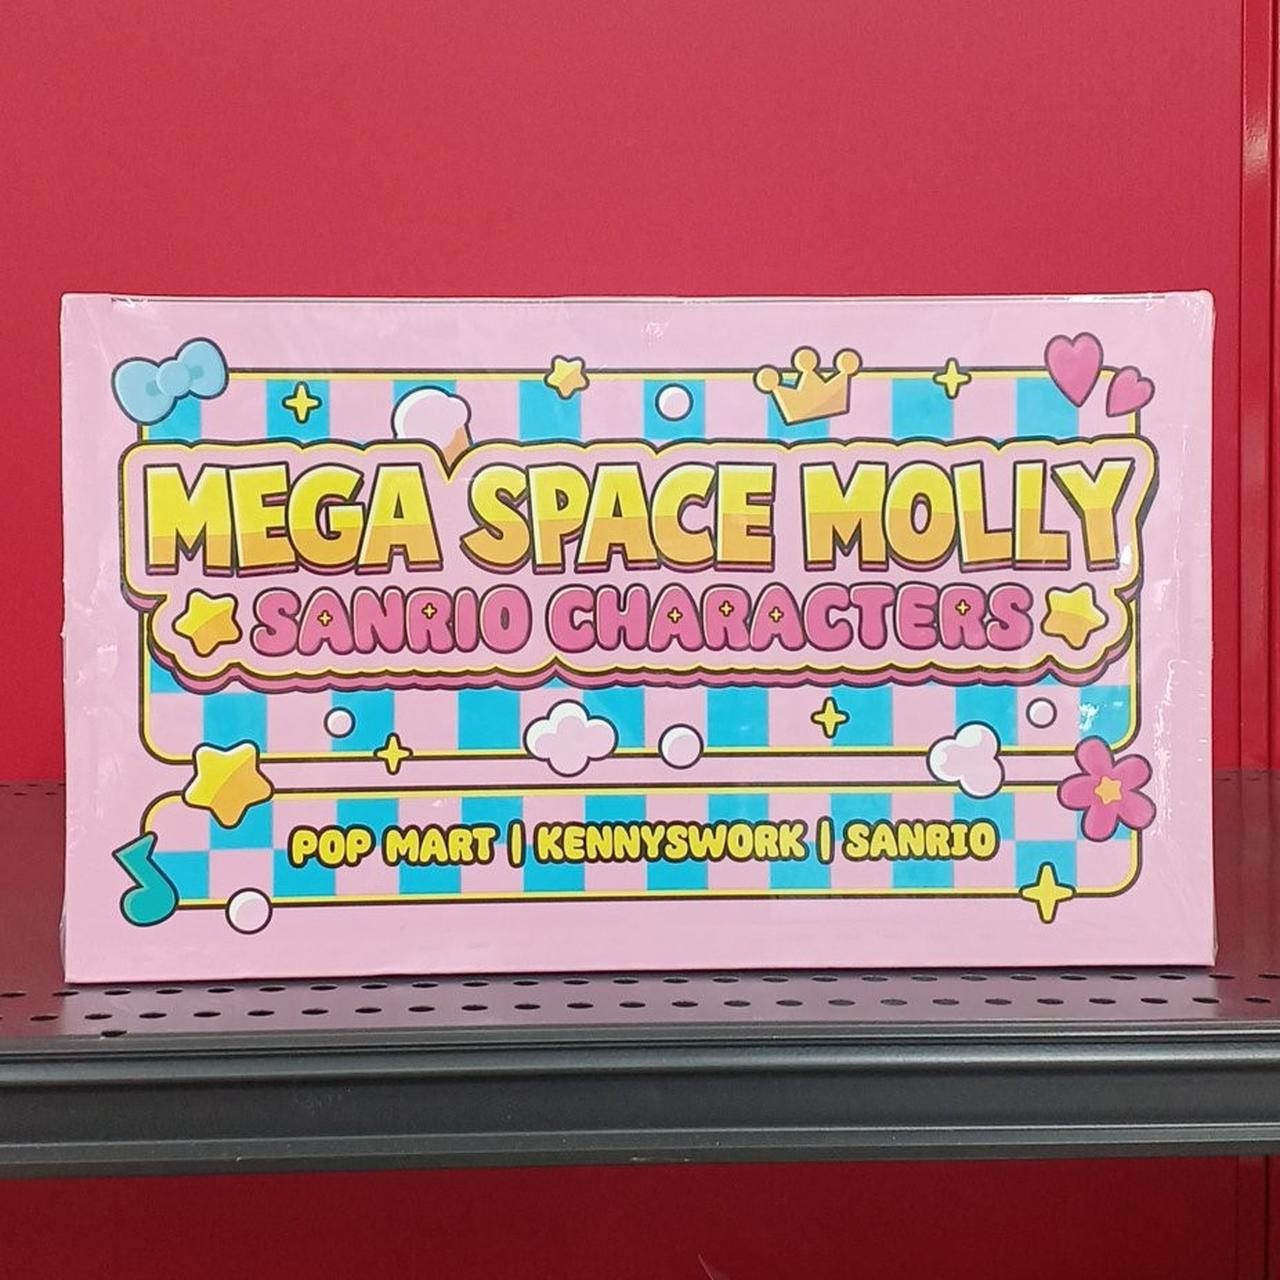 MEGA SPACE MOLLY
SANRIO CHARACTERS
POP MART | KENNYSWORK | SANRIO